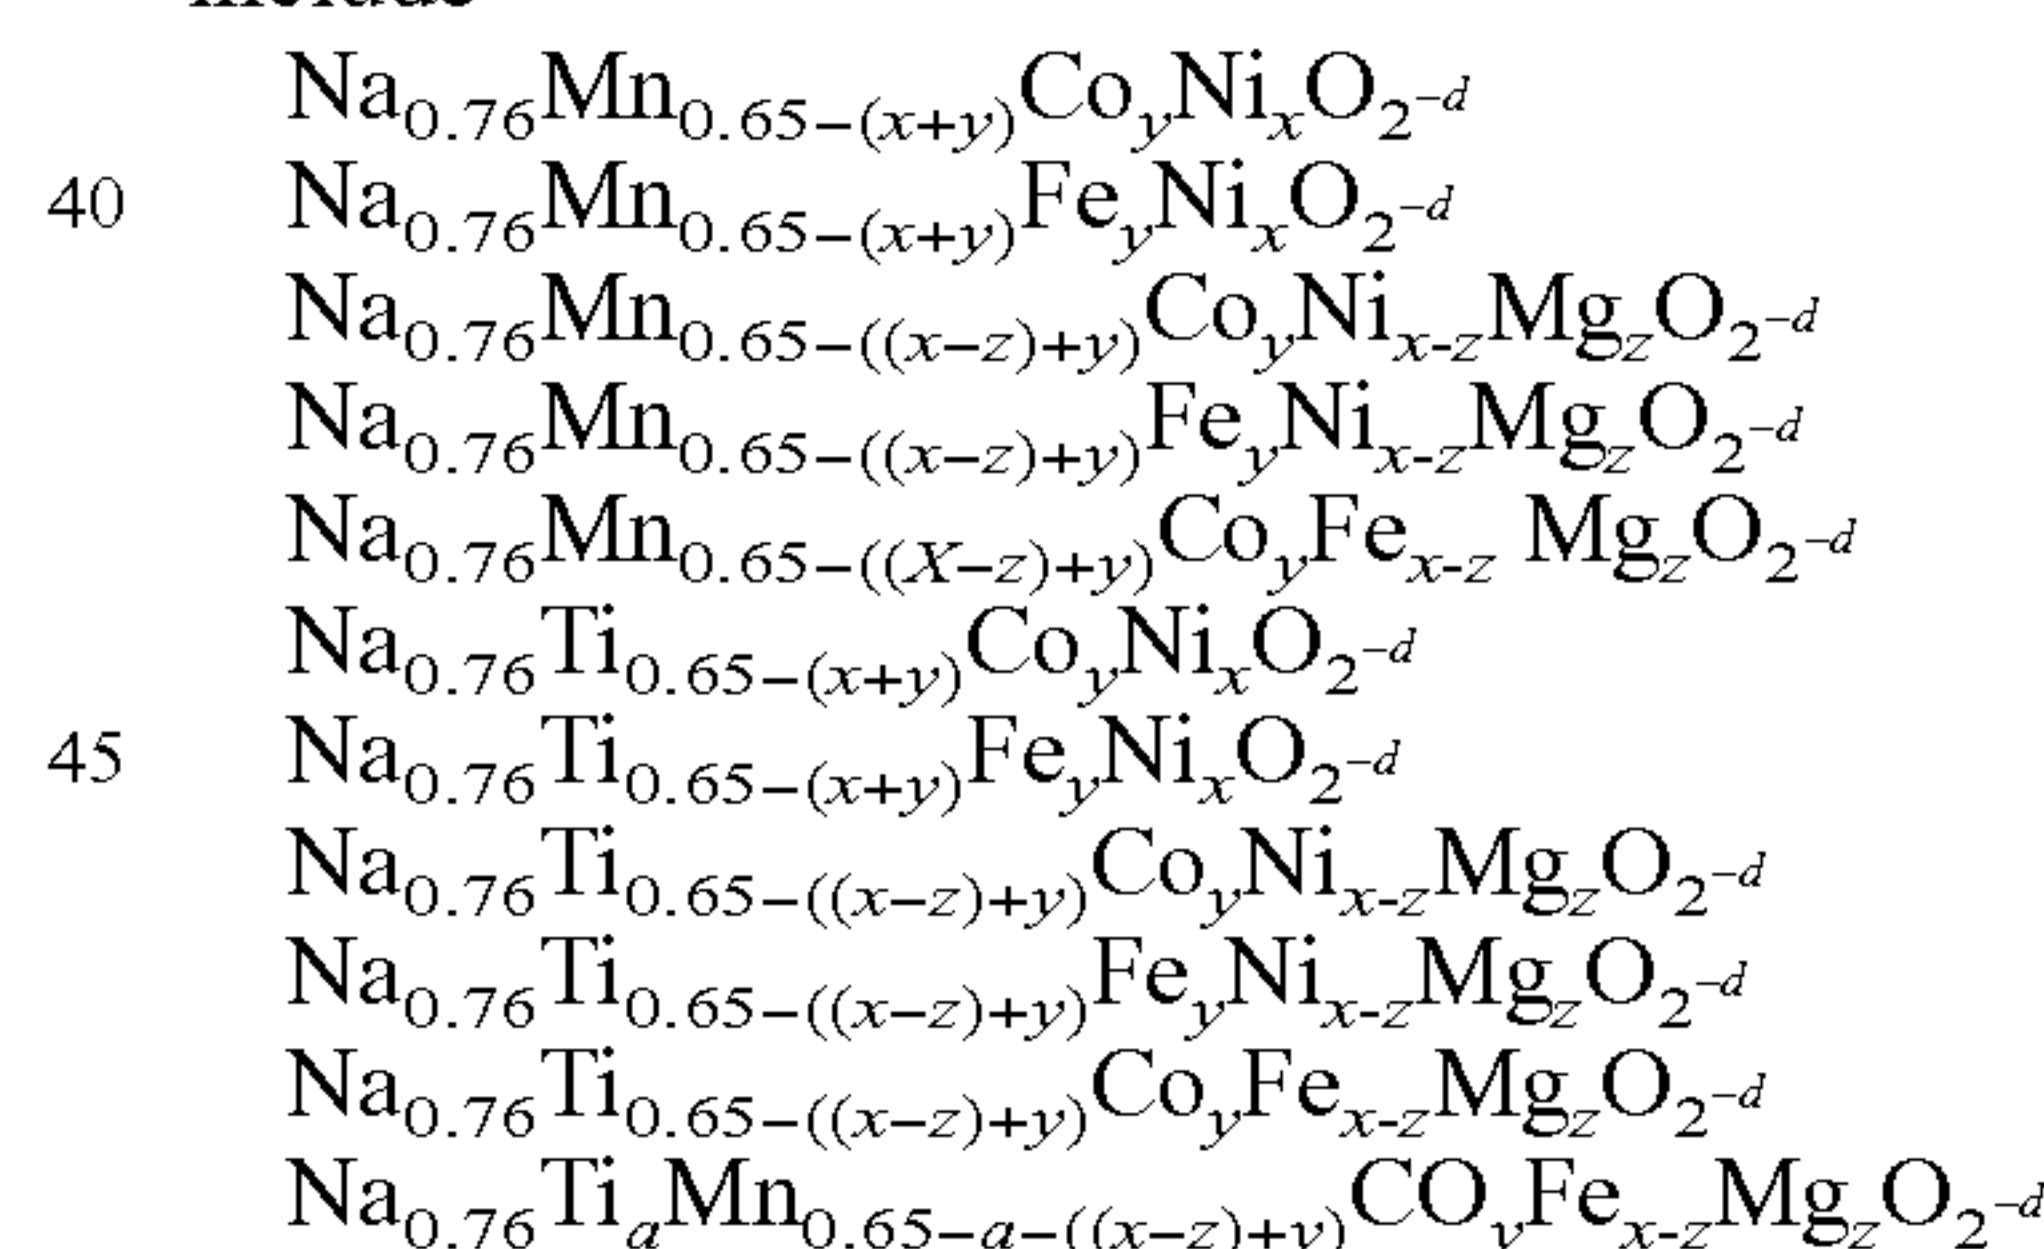 Na0.76Mn0.65−(x+y)CoyNixO2−d
40 Na0.76Mn0.65−(x+y)FeyNixO2−d
Na0.76Mn0.65−((x−z)+y)CoyNix-zMgzO2−d
Na0.76Mn0.65−((x−z)+y)FeyNix-zMgzO2−d
Na0.76Mn0.65−((X−z)+y)CoyFex-z MgzO2−d
Na0.76Ti0.65−(x+y)CoyNixO2−d
45 Na0.76Ti0.65−(x+y)FeyNixO2−d
Na0.76Ti0.65−((x−z)+y)CoyNix-zMgzO2−d
Na0.76Ti0.65−((x−z)+y)FeyNix-zMgzO2−d
Na0.76Ti0.65−((x−z)+y)CoyFex-zMgzO2−d
Na0.76TiaMn0.65−a−((x−z)+y)COyFex-zMgzO2−d